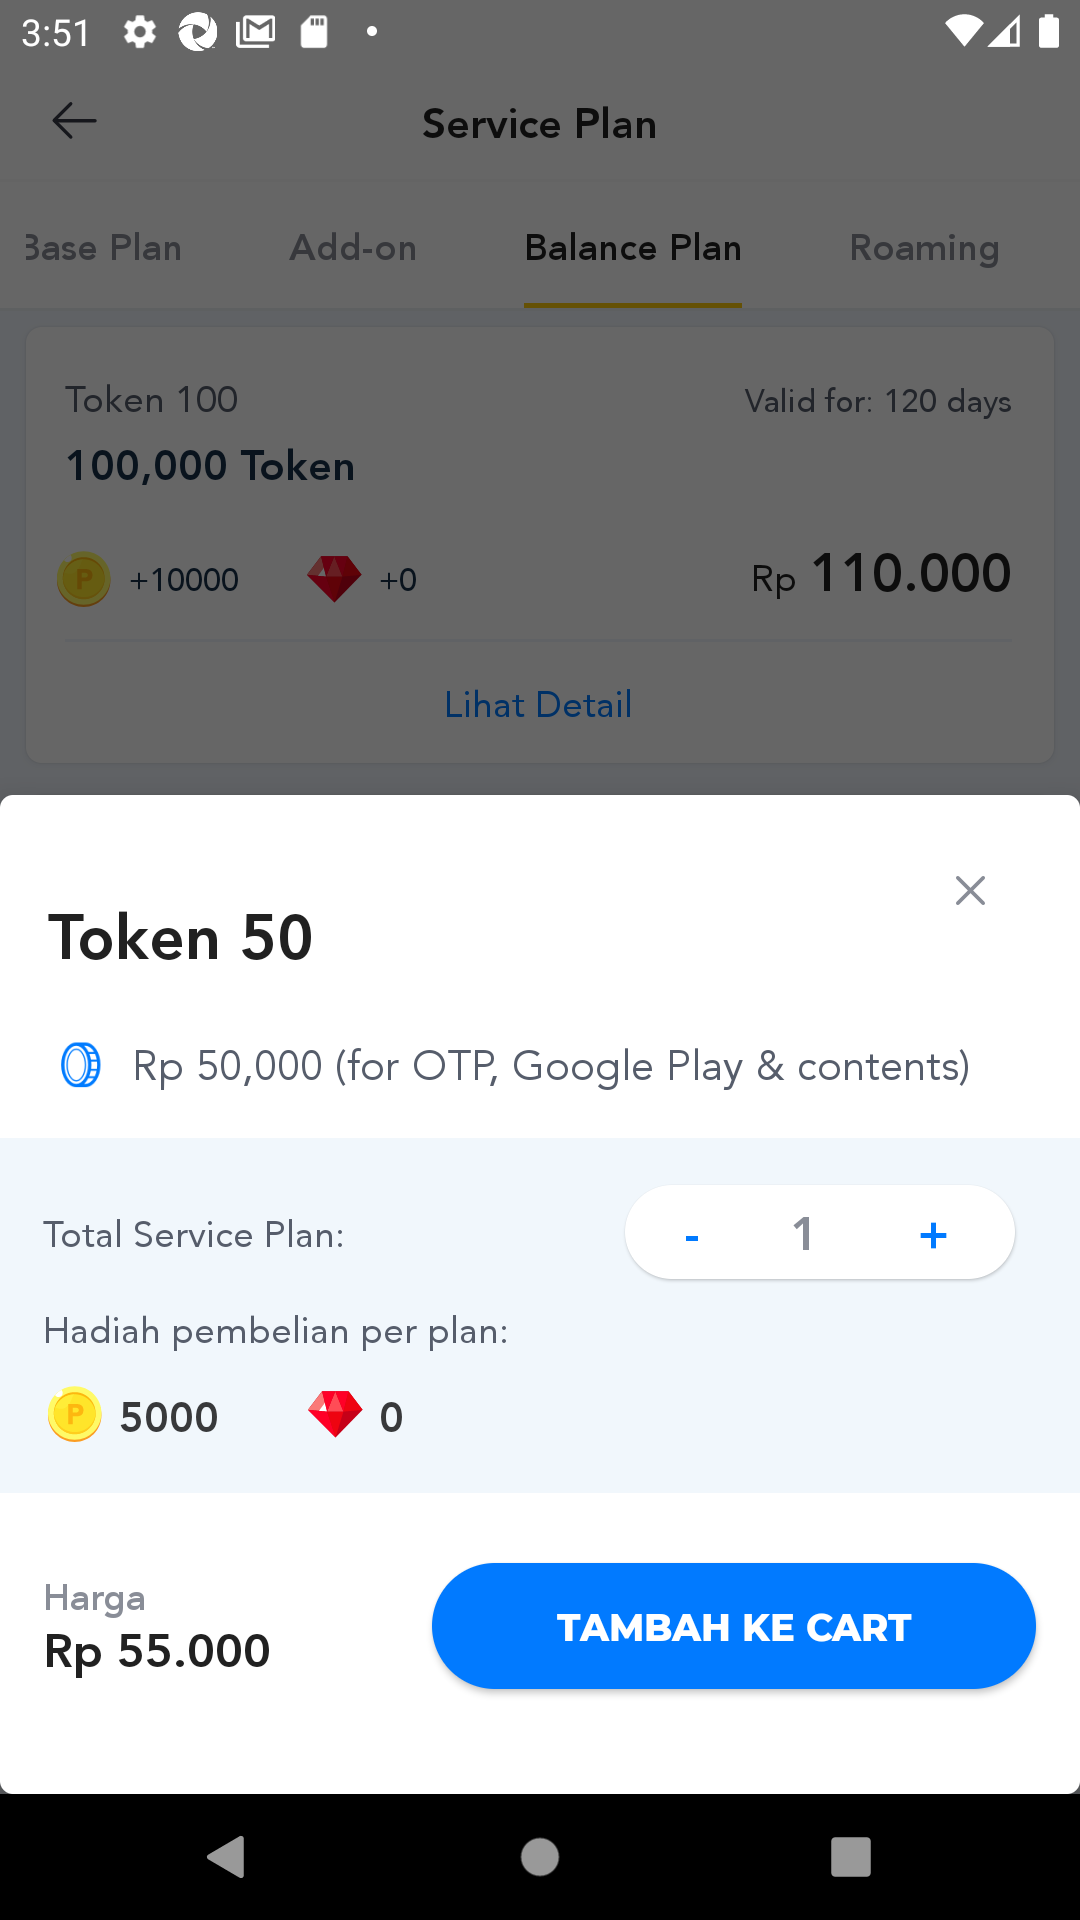 3:51
Service Plan
Base Plan Add-on Balance Plan Roaming
Token 100 Valid for: 120 days
100,000 Token
P +10000 +0 Rp 110.000
Lihat Detail
Token 50
Rp 50,000 (for OTP, Google Play & contents)
Total Service Plan: - 1 +
Hadiah pembelian per plan:
P 5000 0
Harga
Rp 55.000
TAMBAH KE CART